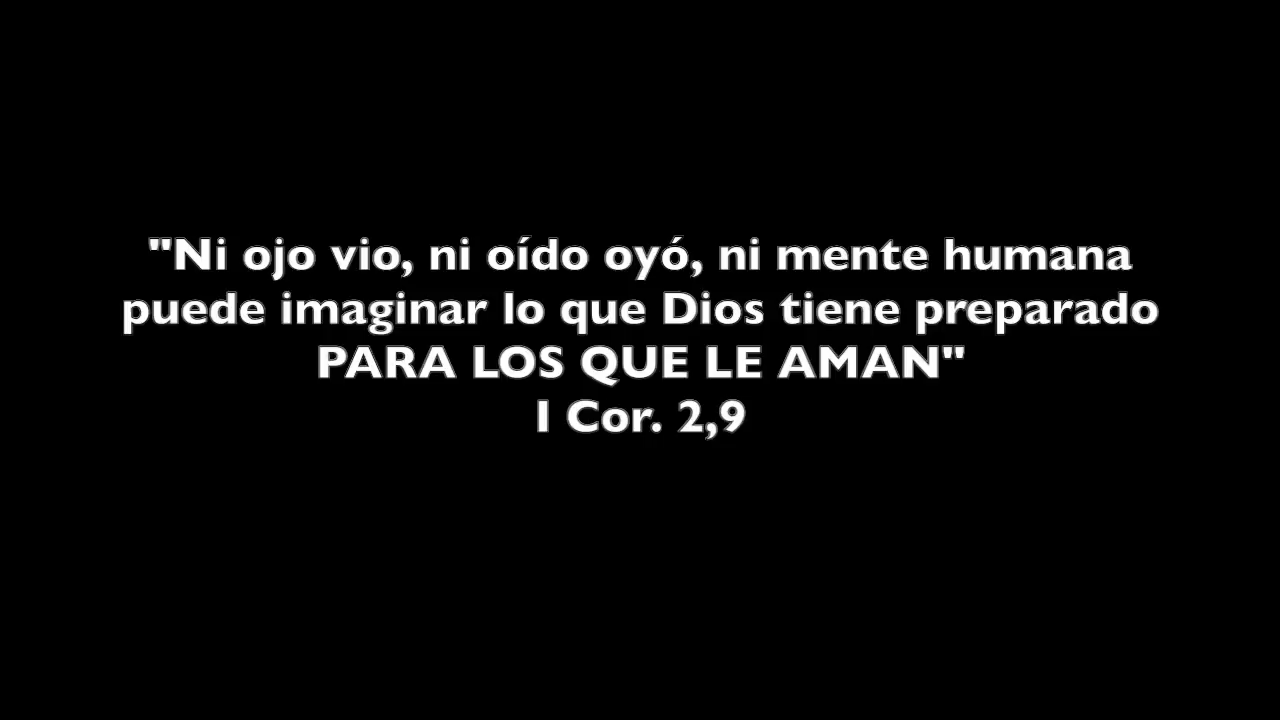 "Ni ojo vio, ni oído oyó, ni mente humana
puede imaginar lo que Dios tiene preparado
PARA LOS QUE LE AMAN"
1 Cor. 2,9